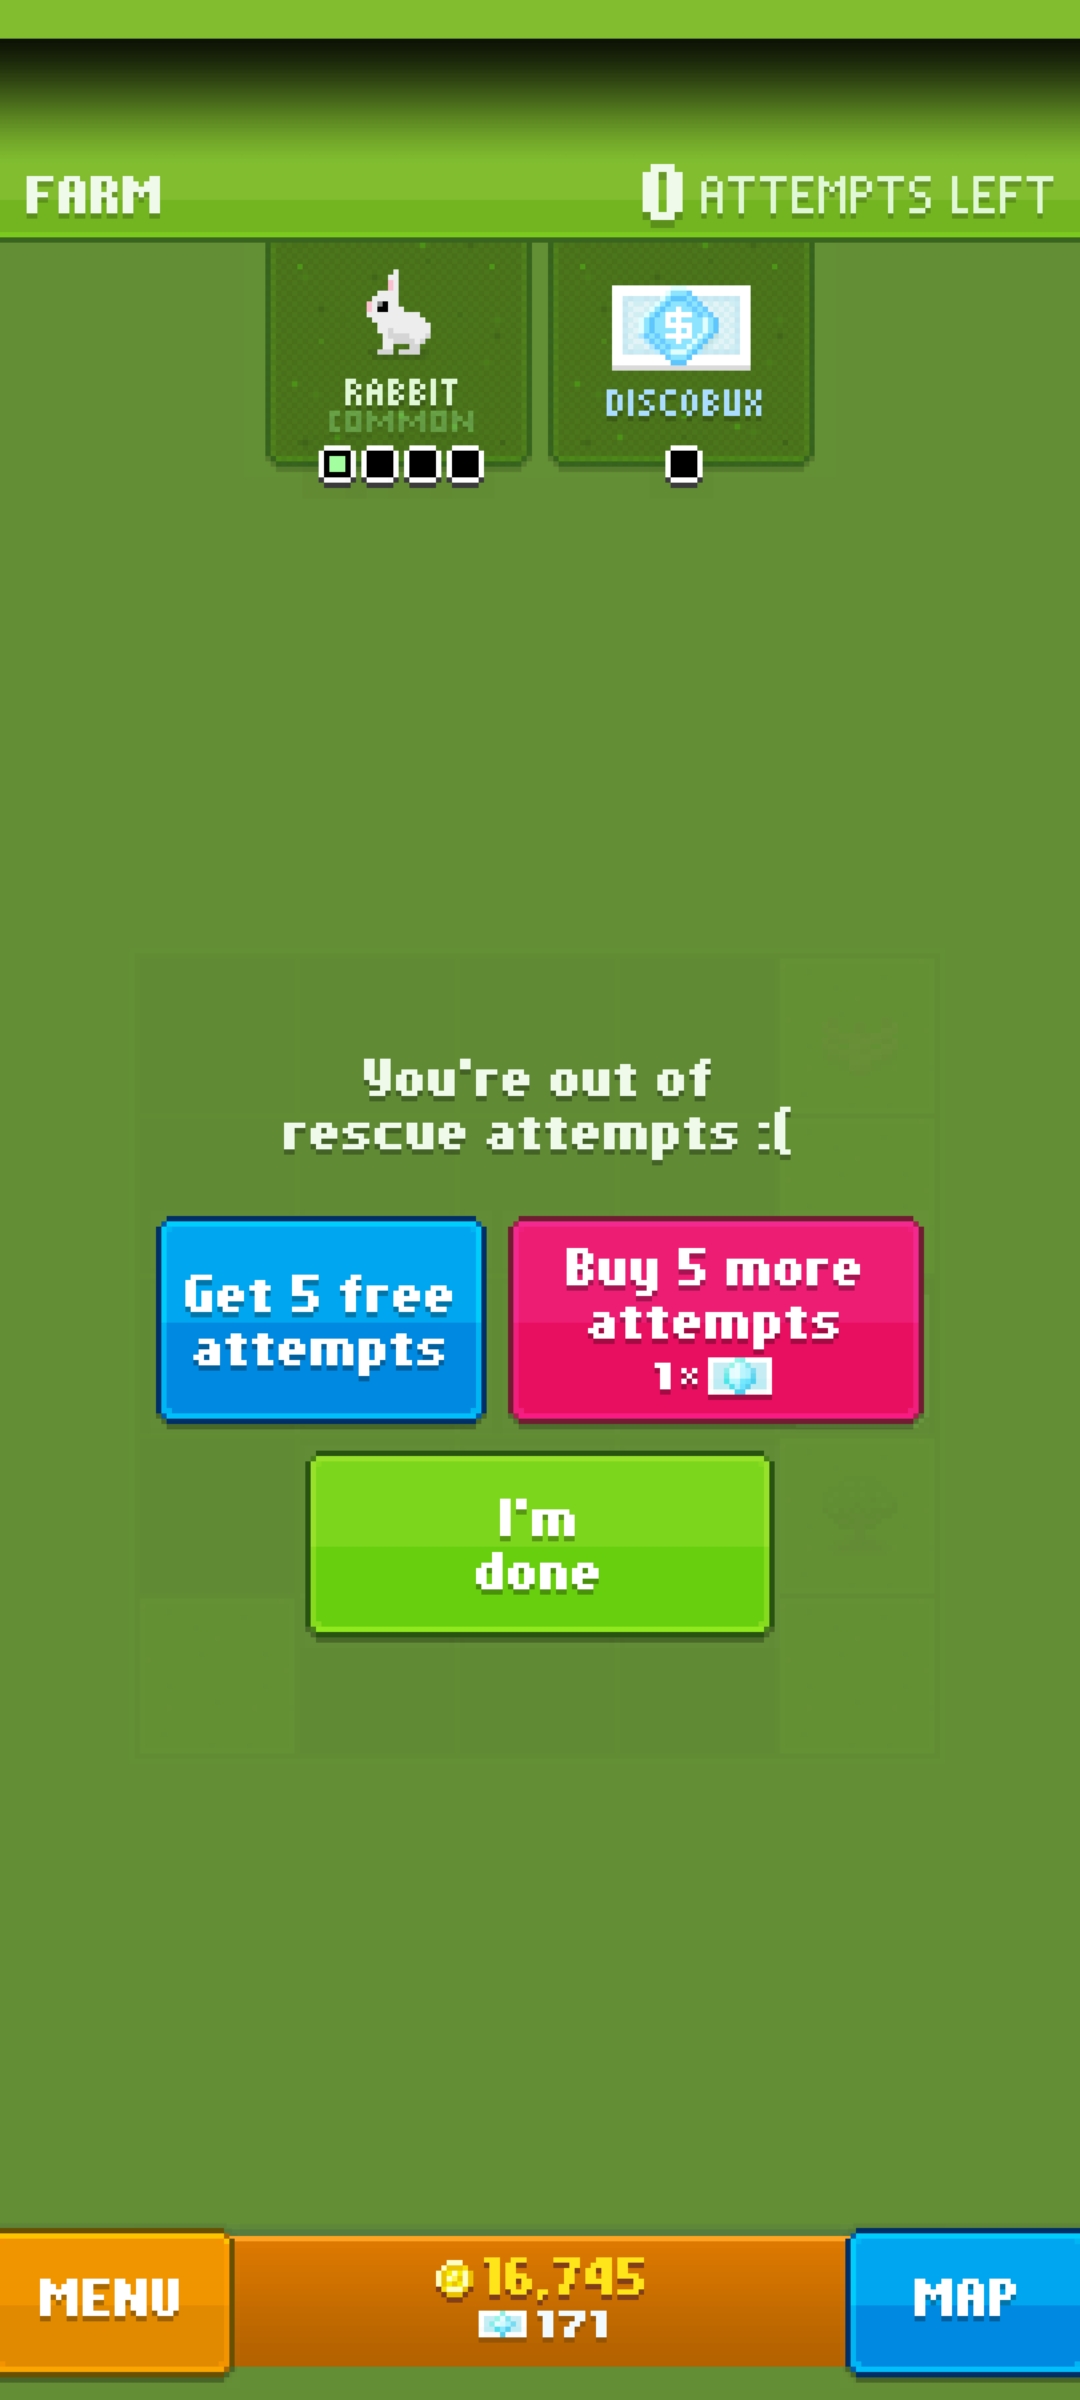 FARM
0 ATTEMPTS LEFT
RABBIT
COMMON
$
DISCOBUX
You're out of
rescue attempts :(
Get 5 free
attempts
Buy 5 more
attempts
1×
I'm
done
MENU
16,745
171
MAP